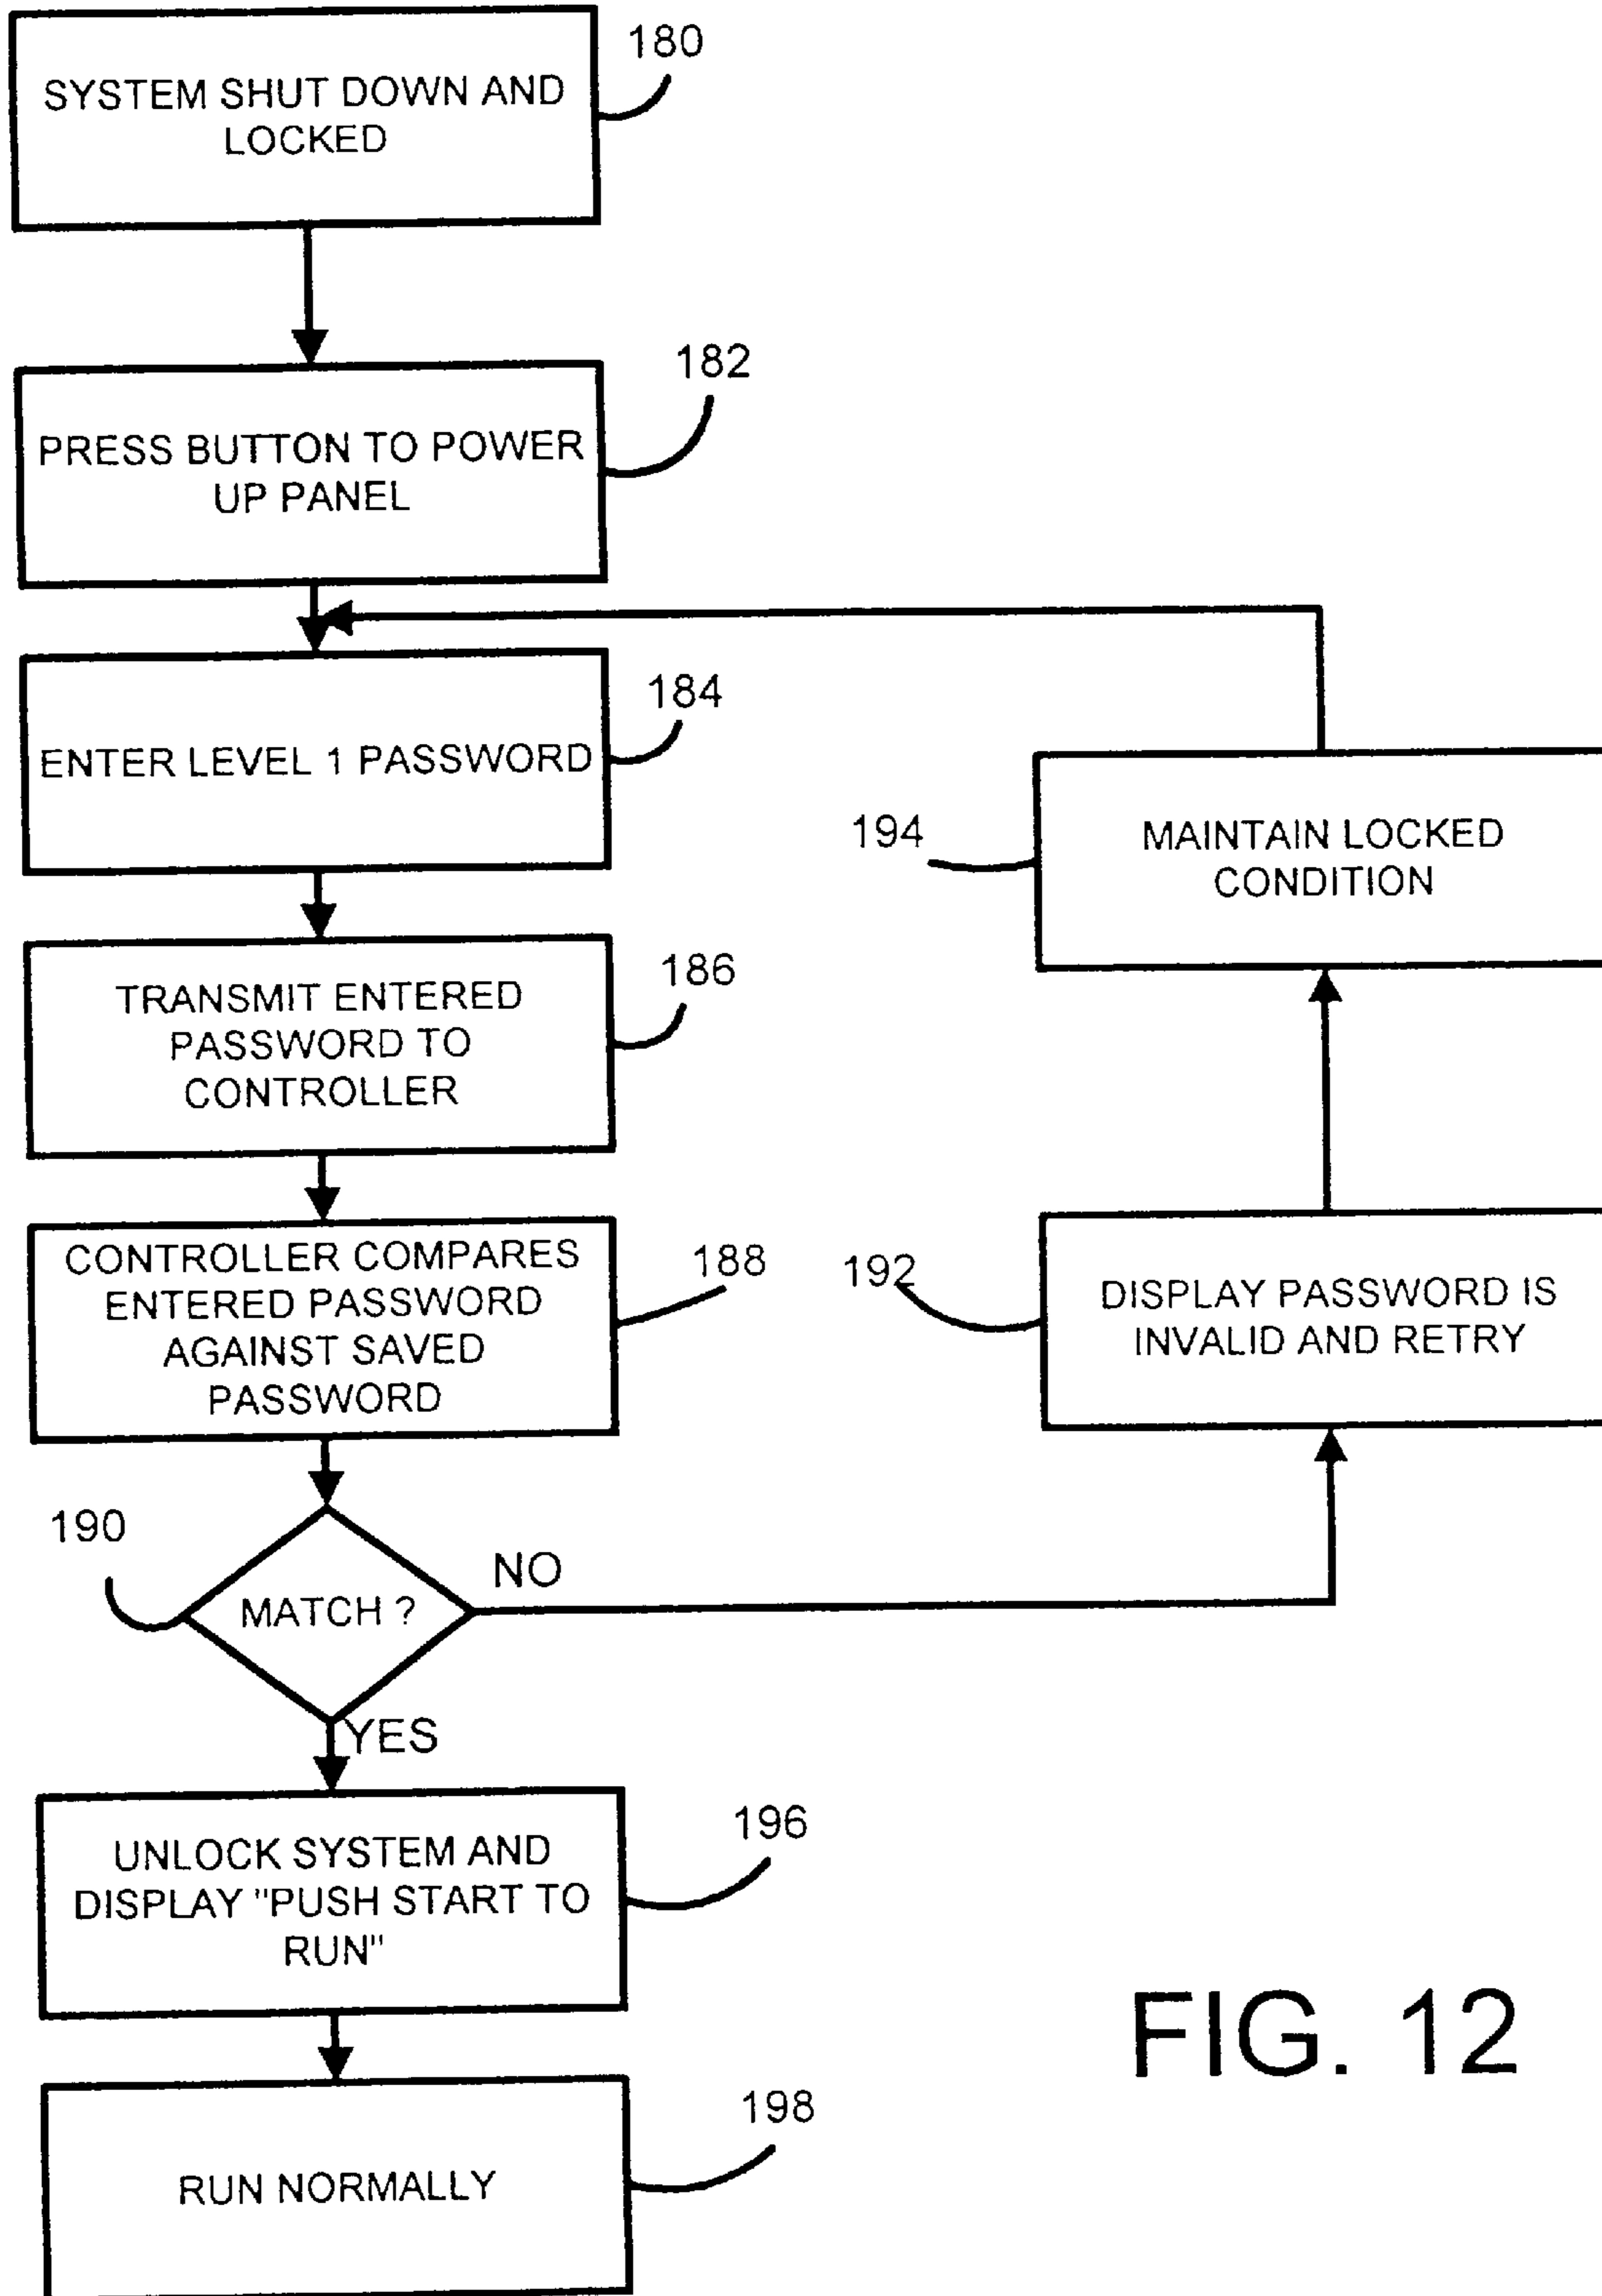 180
SYSTEM SHUT DOWN AND
LOCKED
182
PRESS BUTTON TO POWER
UP PANEL
184
ENTER LEVEL 1 PASSWORD
194
MAINTAIN LOCKED
CONDITION
186
TRANSMIT ENTERED
PASSWORD TO
CONTROLLER
188
CONTROLLER COMPARES
ENTERED PASSWORD
AGAINST SAVED
PASSWORD
192
DISPLAY PASSWORD IS
INVALID AND RETRY
190
MATCH ?
NO
YES
196
UNLOCK SYSTEM AND
DISPLAY "PUSH START TO
RUN"
198
RUN NORMALLY
FIG. 12